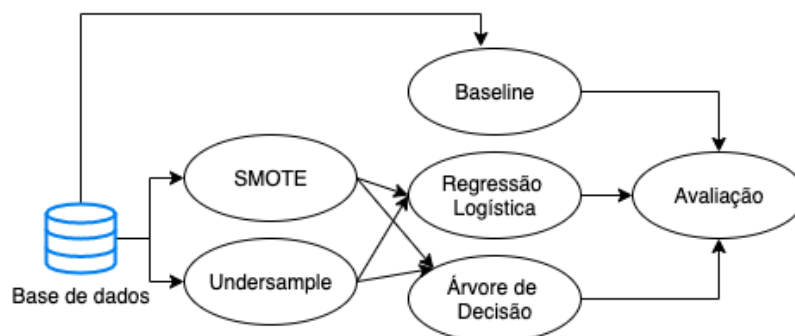 Baseline
SMOTE
Regressão
Logística
Avaliação
Undersample
Base de dados
Árvore de
Decisão